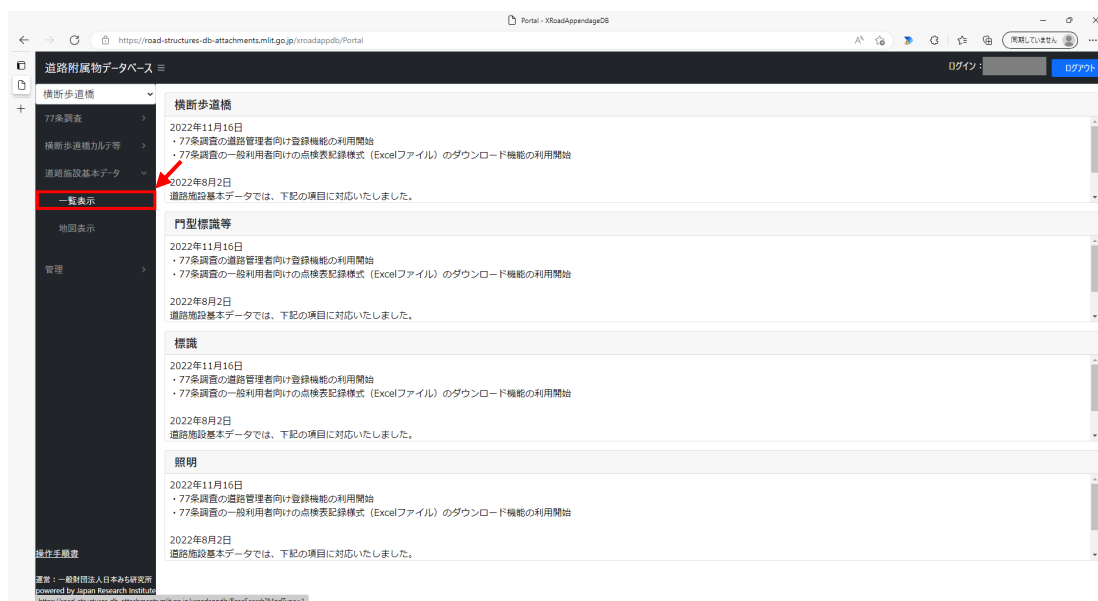 Portal - XRoadAppendageDB
https://road-structures-db-attachments.mlit.go.jp/xroadappdb/Portal
同期していません
道路附属物データベース
ログイン：
ログアウト
横断歩道橋
77条調査
横断歩道橋カルテ等
道路施設基本データ
一覧表示
地図表示
管理
操作手順書
運営：一般財団法人日本みち研究所
powered by Japan Research Institute
横断歩道橋
2022年11月16日
・77条調査の道路管理者向け登録機能の利用開始
・77条調査の一般利用者向けの点検表記録様式（Excelファイル）のダウンロード機能の利用開始
2022年8月2日
道路施設基本データでは、下記の項目に対応いたしました。
門型標識等
2022年11月16日
・77条調査の道路管理者向け登録機能の利用開始
・77条調査の一般利用者向けの点検表記録様式（Excelファイル）のダウンロード機能の利用開始
2022年8月2日
道路施設基本データでは、下記の項目に対応いたしました。
標識
2022年11月16日
・77条調査の道路管理者向け登録機能の利用開始
・77条調査の一般利用者向けの点検表記録様式（Excelファイル）のダウンロード機能の利用開始
2022年8月2日
道路施設基本データでは、下記の項目に対応いたしました。
照明
2022年11月16日
・77条調査の道路管理者向け登録機能の利用開始
・77条調査の一般利用者向けの点検表記録様式（Excelファイル）のダウンロード機能の利用開始
2022年8月2日
道路施設基本データでは、下記の項目に対応いたしました。